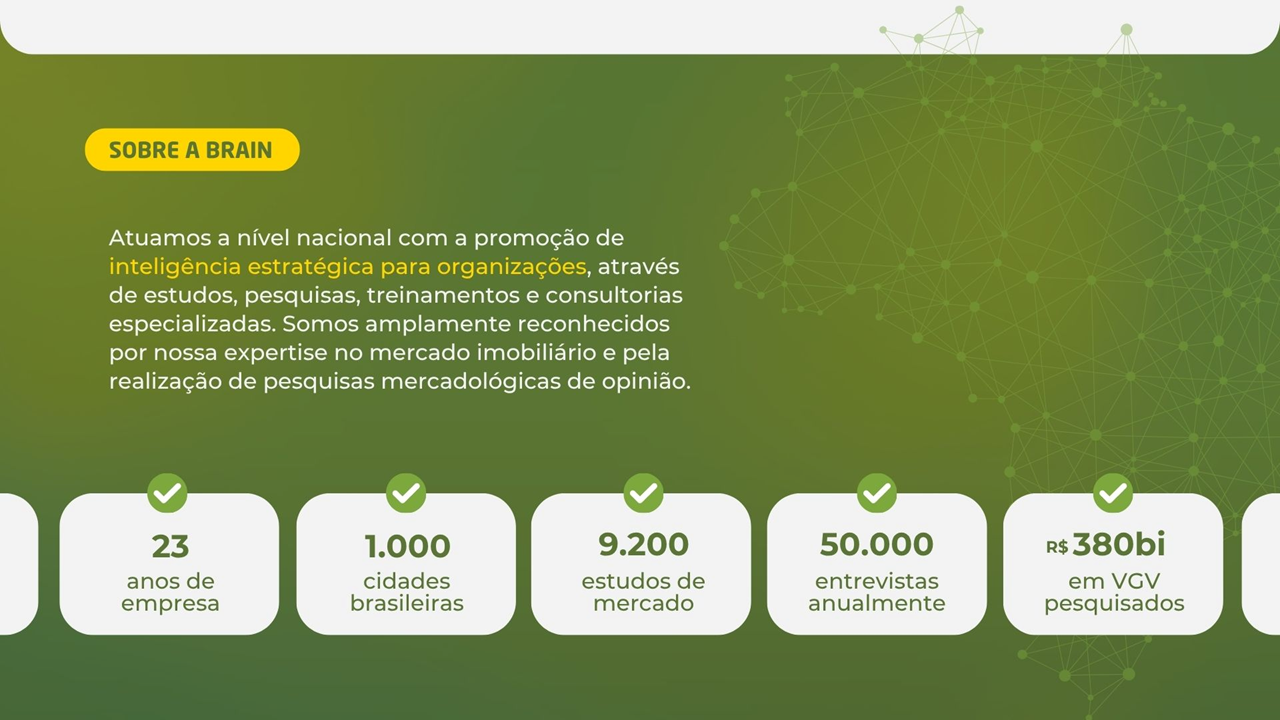 SOBRE A BRAIN
Atuamos a nível nacional com a promoção de
inteligência estratégica para organizações, através
de estudos, pesquisas, treinamentos e consultorias
especializadas. Somos amplamente reconhecidos
por nossa expertise no mercado imobiliário e pela
realização de pesquisas mercadológicas de opinião.
23
anos de
empresa
1.000
cidades
brasileiras
9.200
estudos de
mercado
50.000
entrevistas
anualmente
R$ 380bi
em VGV
pesquisados